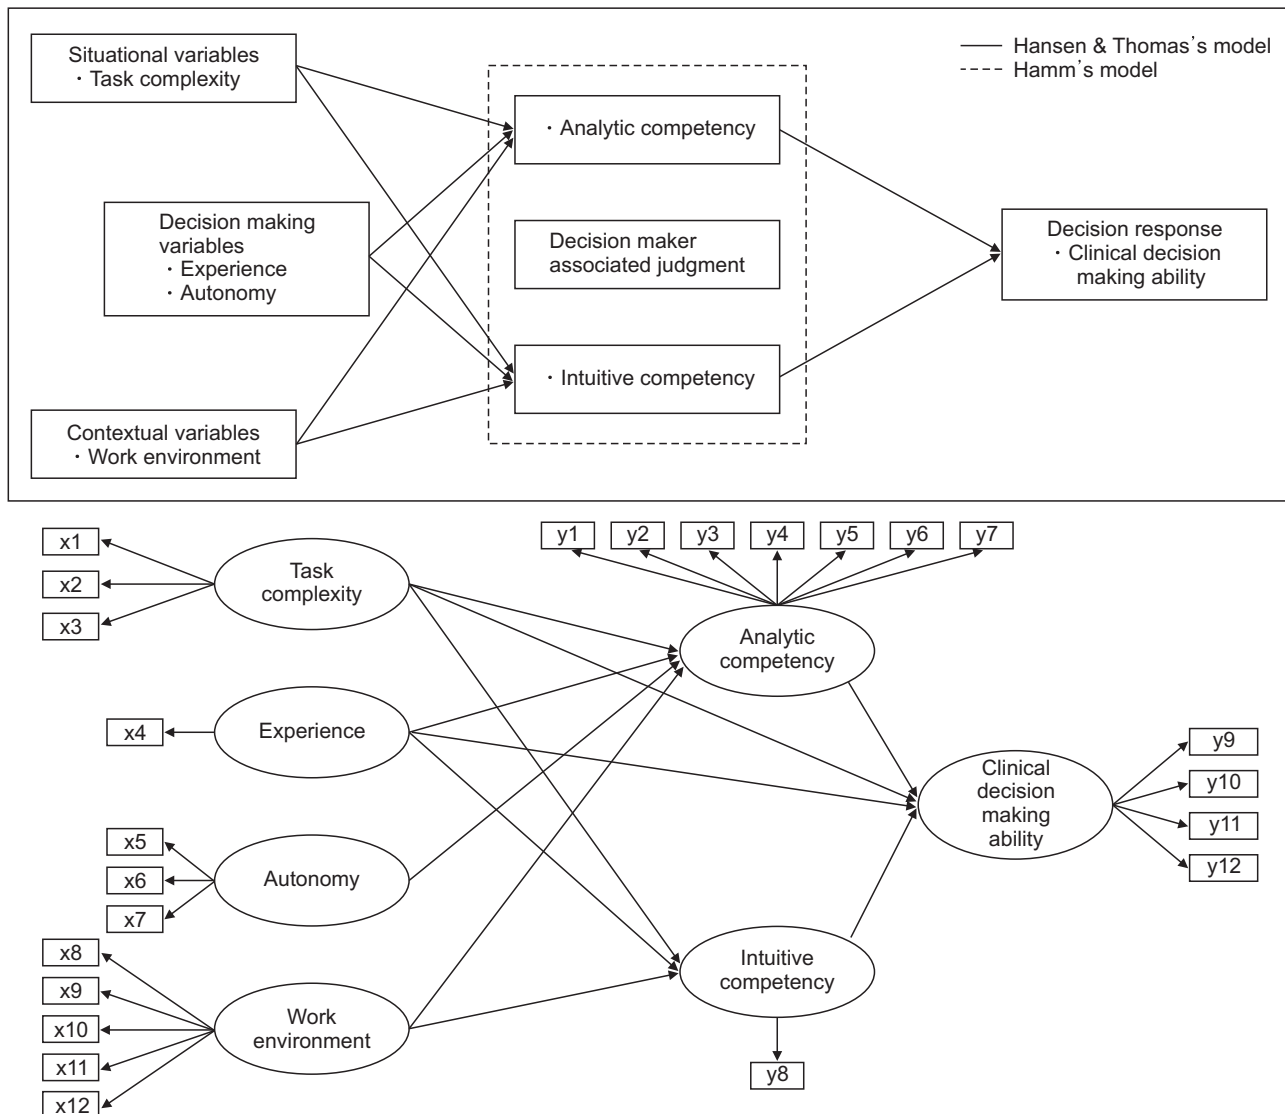 Situational variables
· Task complexity
Hansen & Thomas's model
Hamm's model
· Analytic competency
Decision making
variables
· Experience
· Autonomy
Decision maker
associated judgment
Decision response
· Clinical decision
making ability
· Intuitive competency
Contextual variables
· Work environment
x1
x2
x3
Task
complexity
y1
y2
y3
y4
y5
y6
y7
Analytic
competency
x4
Experience
Clinical
decision
making
ability
y9
y10
y11
y12
x5
x6
x7
Autonomy
x8
x9
x10
x11
x12
Work
environment
Intuitive
competency
y8